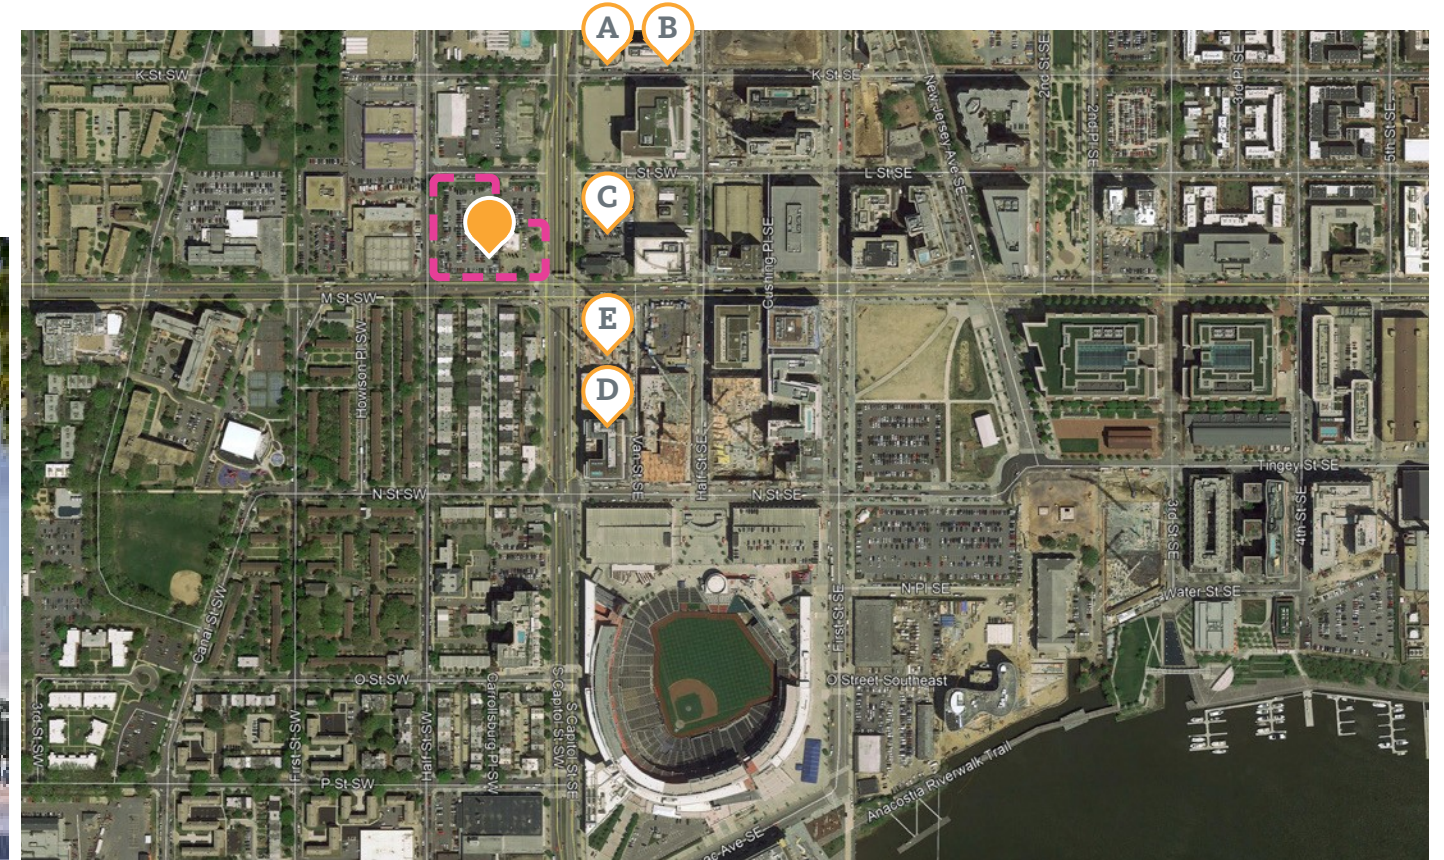 A
B
K St SW
K St SE
2nd St SE
3rd Pl SE
New Jersey Ave SE
2nd Pl SE
5th St SE
L St SW
L St SE
C
Cushing Pl SE
M St SW
E
Howison Pl SW
D
Van St SE
Half St SE
N St SW
N St SE
Tingey St SE
3rd St SE
4th St SE
N Pl SE
Water St SE
Canal St SW
First St SE
O St SW
O Street Southeast
3rd St SW
First St SW
Half St SW
Carrollsburg Pl SW
S Capitol St SW
S Capitol St SE
P St SW
Anacostia Riverwalk Trail
Ave SE